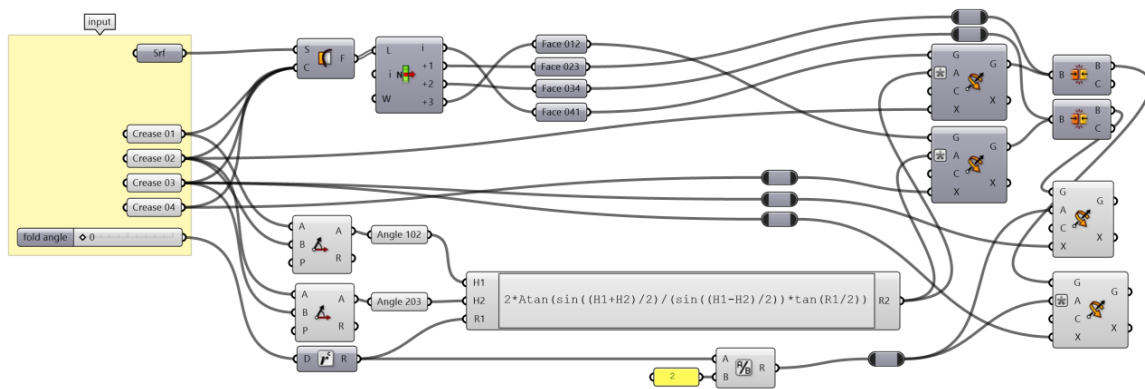 input
Srf
Crease 01
Crease 02
Crease 03
Crease 04
fold angle 0
S
C
F
L
i
W
N
i
+1
+2
+3
Face 012
Face 023
Face 034
Face 041
G
A
C
X
G
X
G
A
C
X
G
X
B
B
C
B
B
C
G
A
C
X
G
X
G
A
C
X
G
X
A
B
P
A
R
Angle 102
A
B
P
A
R
Angle 203
H1
H2
R1
2*Atan(sin((H1+H2)/2)/(sin((H1-H2)/2))*tan(R1/2))
R2
D
R
2
A
B
A/B
R